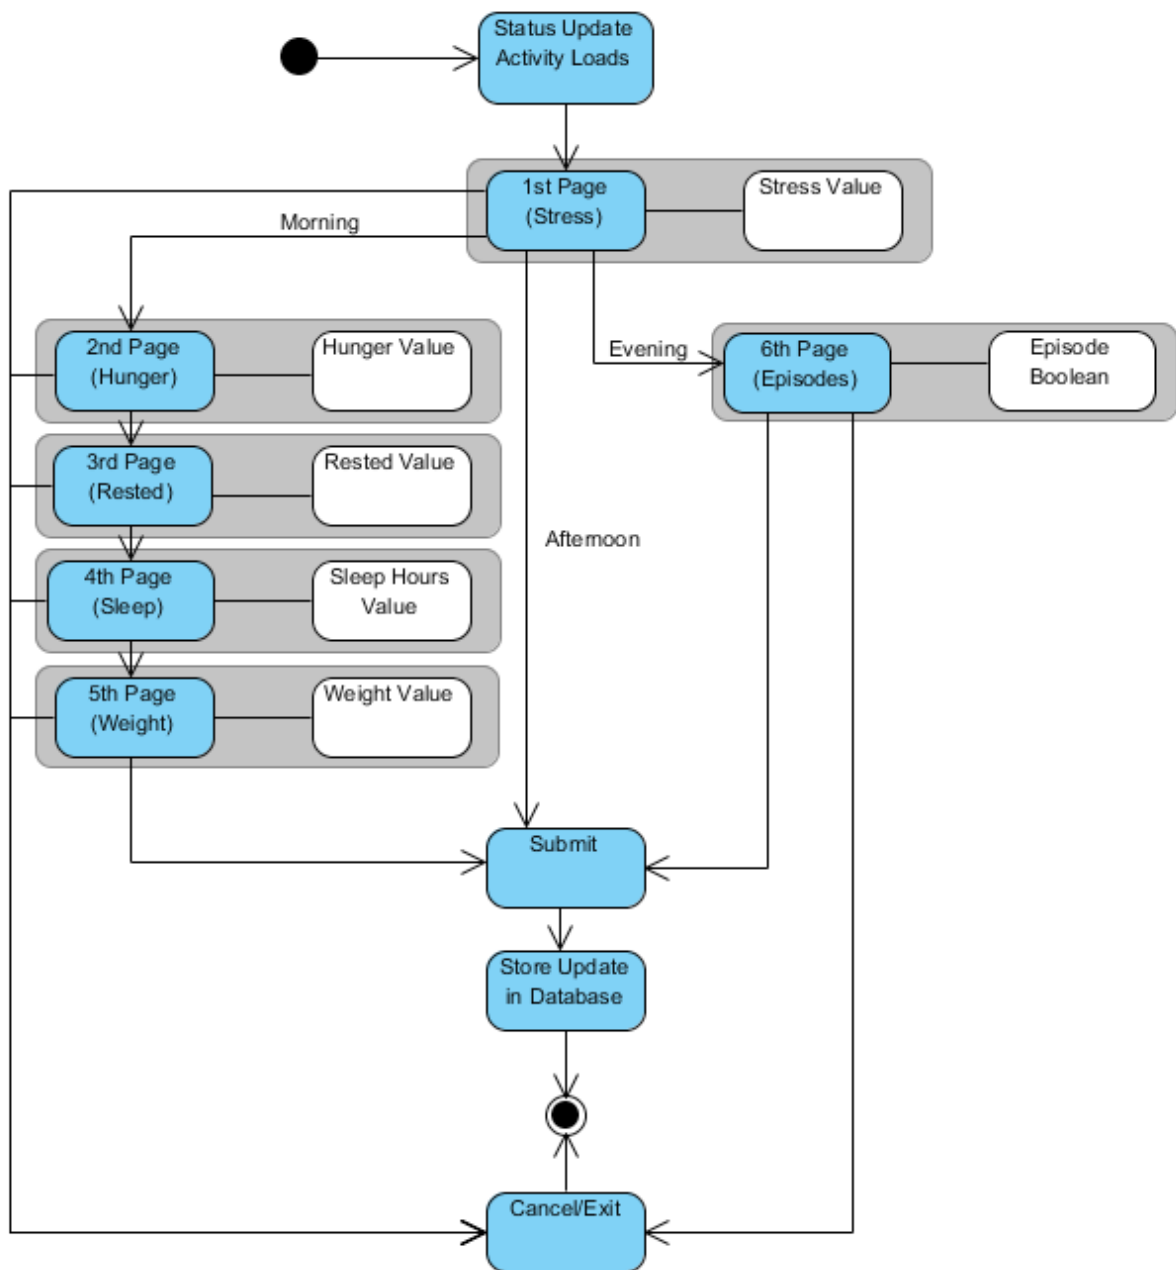 Status Update
Activity Loads
1st Page
(Stress)
Stress Value
Morning
2nd Page
(Hunger)
Hunger Value
Evening
6th Page
(Episodes)
Episode
Boolean
3rd Page
(Rested)
Rested Value
Afternoon
4th Page
(Sleep)
Sleep Hours
Value
5th Page
(Weight)
Weight Value
Submit
Store Update
in Database
Cancel/Exit